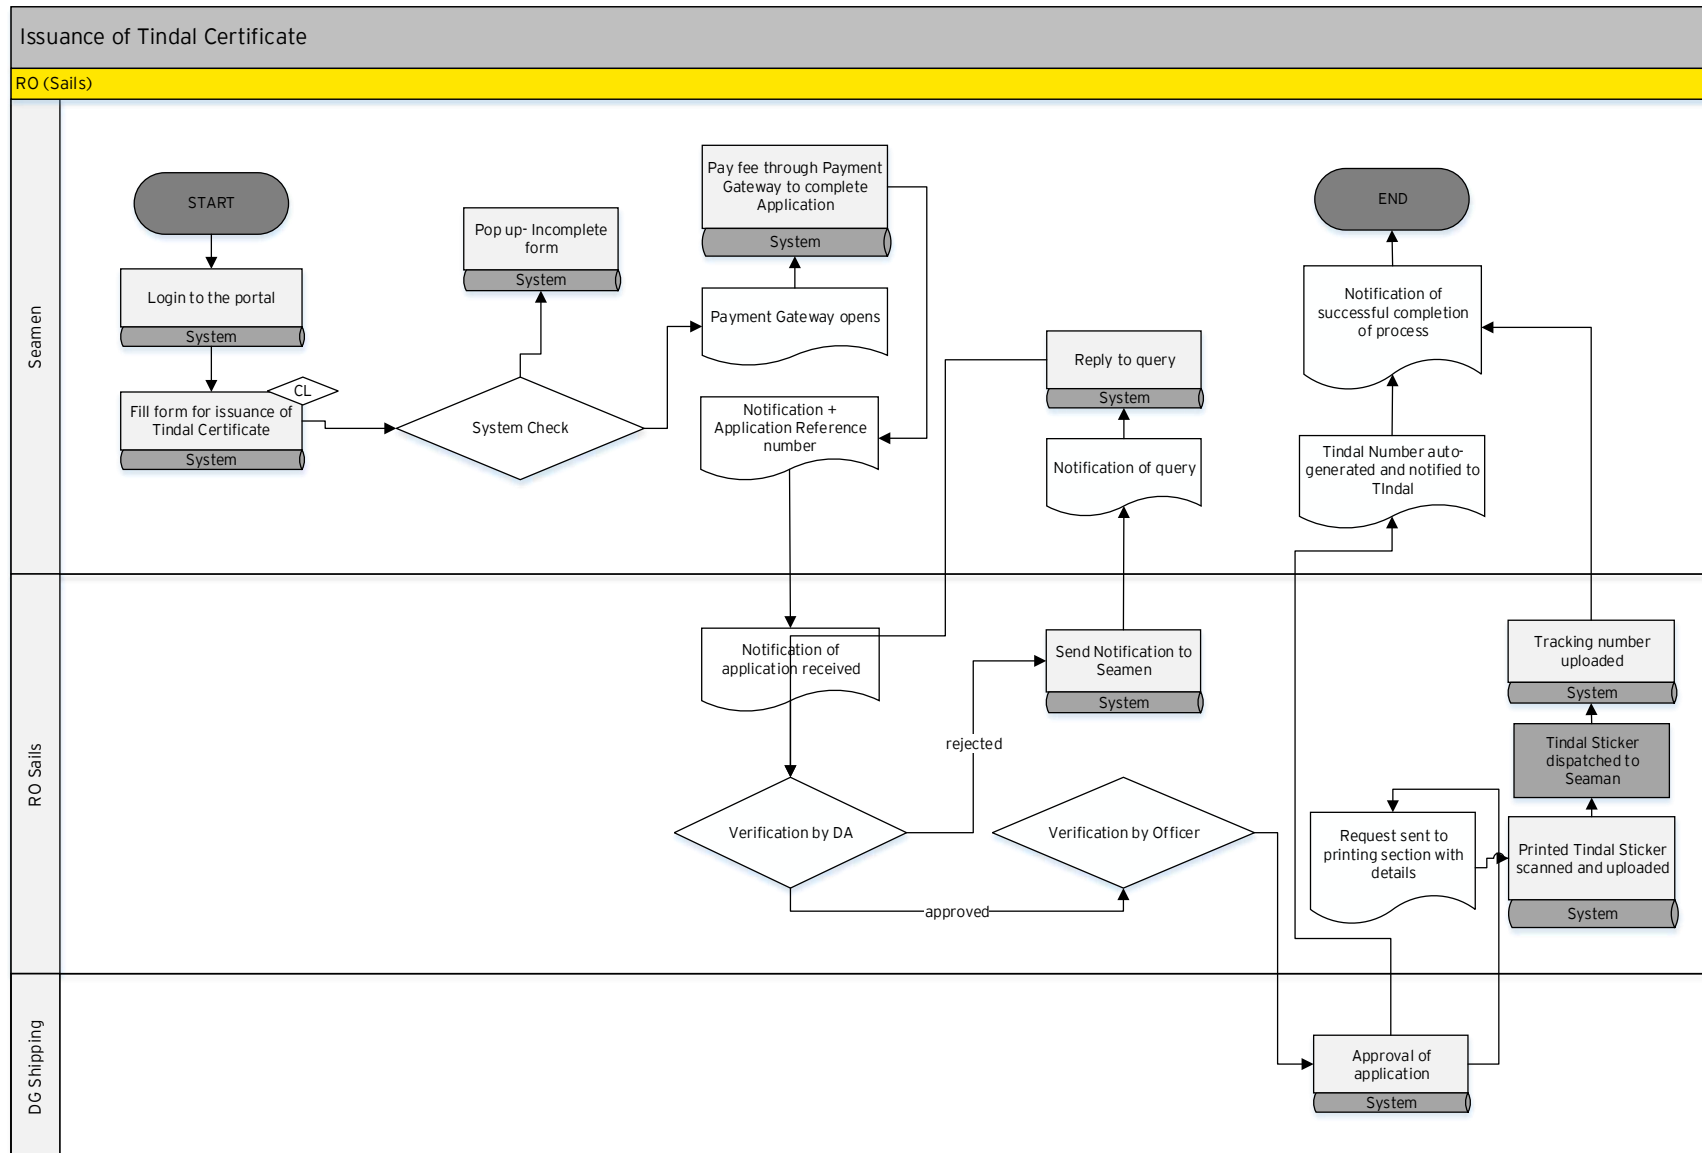 Issuance of Tindal Certificate
RO (Sails)
Seamen
START
Login to the portal
System
CL
Fill form for issuance of
Tindal Certificate
System
Pop up- Incomplete
form
System
System Check
Pay fee through Payment
Gateway to complete
Application
System
Payment Gateway opens
Notification +
Application Reference
number
Reply to query
System
Notification of query
END
Notification of
successful completion
of process
Tindal Number auto-
generated and notified to
TIndal
RO Sails
Notification of
application received
Send Notification to
Seamen
System
rejected
Verification by DA
approved
Verification by Officer
Tracking number
uploaded
System
Tindal Sticker
dispatched to
Seaman
Request sent to
printing section with
details
Printed Tindal Sticker
scanned and uploaded
System
DG Shipping
Approval of
application
System